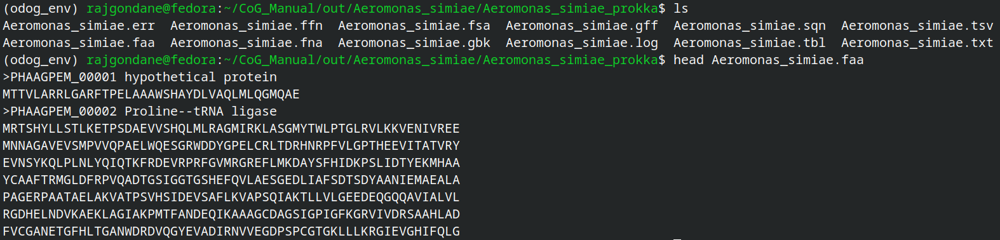 (odog_env) rajgondane@fedora:~/CoG_Manual/out/Aeromonas_simiae/Aeromonas_simiae_prokka$ ls
Aeromonas_simiae.err  Aeromonas_simiae.ffn  Aeromonas_simiae.fsa  Aeromonas_simiae.gff  Aeromonas_simiae.sqn  Aeromonas_simiae.tsv
Aeromonas_simiae.faa  Aeromonas_simiae.fna  Aeromonas_simiae.gbk  Aeromonas_simiae.log  Aeromonas_simiae.tbl  Aeromonas_simiae.txt
(odog_env) rajgondane@fedora:~/CoG_Manual/out/Aeromonas_simiae/Aeromonas_simiae_prokka$ head Aeromonas_simiae.faa
>PHAAGPEM_00001 hypothetical protein
MTTVLARRLGARFTPELAAAWSHAYDLVAQLMLQGMQAE
>PHAAGPEM_00002 Proline--tRNA ligase
MRTSHYLLSTLKETPSDAEVVSHQLMLRAGMIRKLASGMYTWLPTGLRVLKKVENIVREE
MNNAGAVEVSMPVVQPAELWQESGRWDDYGPELCRLTDRHNRPFVLGPTHEEVITATVRY
EVNSYKQLPLNLYQIQTKFRDEVRPRFGVMRGREFLMKDAYSFHIDKPSLIDTYEKMHAA
YCAAFTRMGLDFRPVQADTGSIGGTGSHEFQVLAESGEDLIAFSDTSDYAANIEMAEALA
PAGERPAATAELAKVATPSVHSIDEVSAFLKVAPSQIAKTLLVLGEEDEQGQQAVIALVL
RGDHELNDVKAEKLAGIAKPMTFANDEQIKAAAGCDAGSIGPIGFKGRVIVDRSAAHLAD
FVCGANETGFHLTGANWDRDVQGYEVADIRNVVEGDPSPCGTGKLLLKRGIEVGHIFQLG